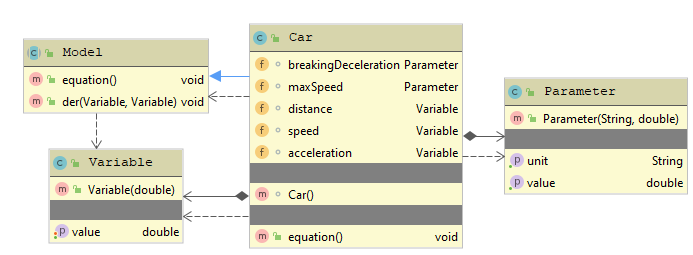 Model
equation() void
der(Variable, Variable) void
Variable
Variable(double)
value double
Car
breakingDeceleration Parameter
maxSpeed Parameter
distance Variable
speed Variable
acceleration Variable
Car()
equation() void
Parameter
Parameter(String, double)
unit String
value double